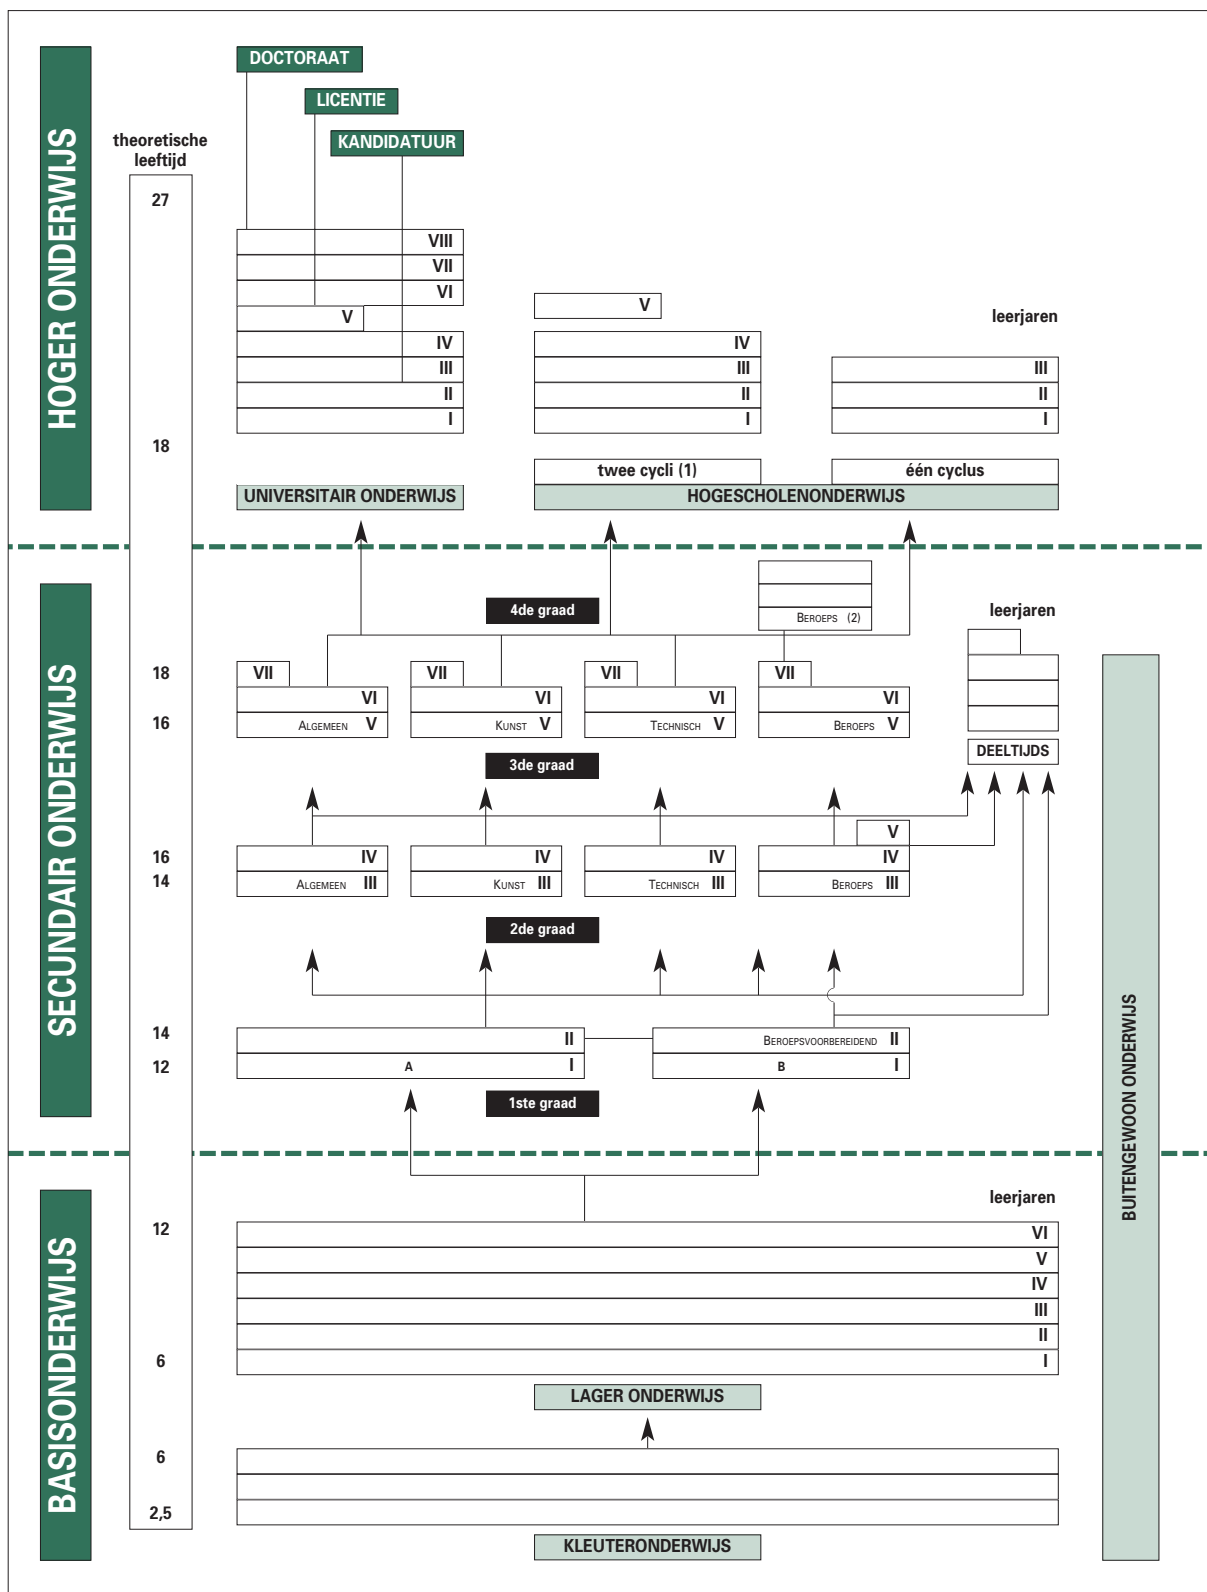 HOGER ONDERWIJS
theoretische
leeftijd
27
18
DOCTORAAT
LICENTIE
KANDIDATUUR
VIII
VII
VI
V
IV
III
II
I
UNIVERSITAIR ONDERWIJS
V
IV
III
II
I
twee cycli (1)
leerjaren
III
II
I
één cyclus
HOGESCHOLENONDERWIJS
SECUNDAIR ONDERWIJS
4de graad
BEROEPS (2)
leerjaren
18
VII
VII
VII
VII
VI
VI
VI
VI
16
ALGEMEEN V
KUNST V
TECHNISCH V
BEROEPS V
DEELTIJDS
3de graad
V
16
IV
IV
IV
IV
14
ALGEMEEN III
KUNST III
TECHNISCH III
BEROEPS III
2de graad
14
II
BEROEPSVOORBEREIDEND II
12
A I
B I
1ste graad
BUITENGEWOON ONDERWIJS
BASISONDERWIJS
leerjaren
12
VI
V
IV
III
II
6
I
LAGER ONDERWIJS
6
2,5
KLEUTERONDERWIJS